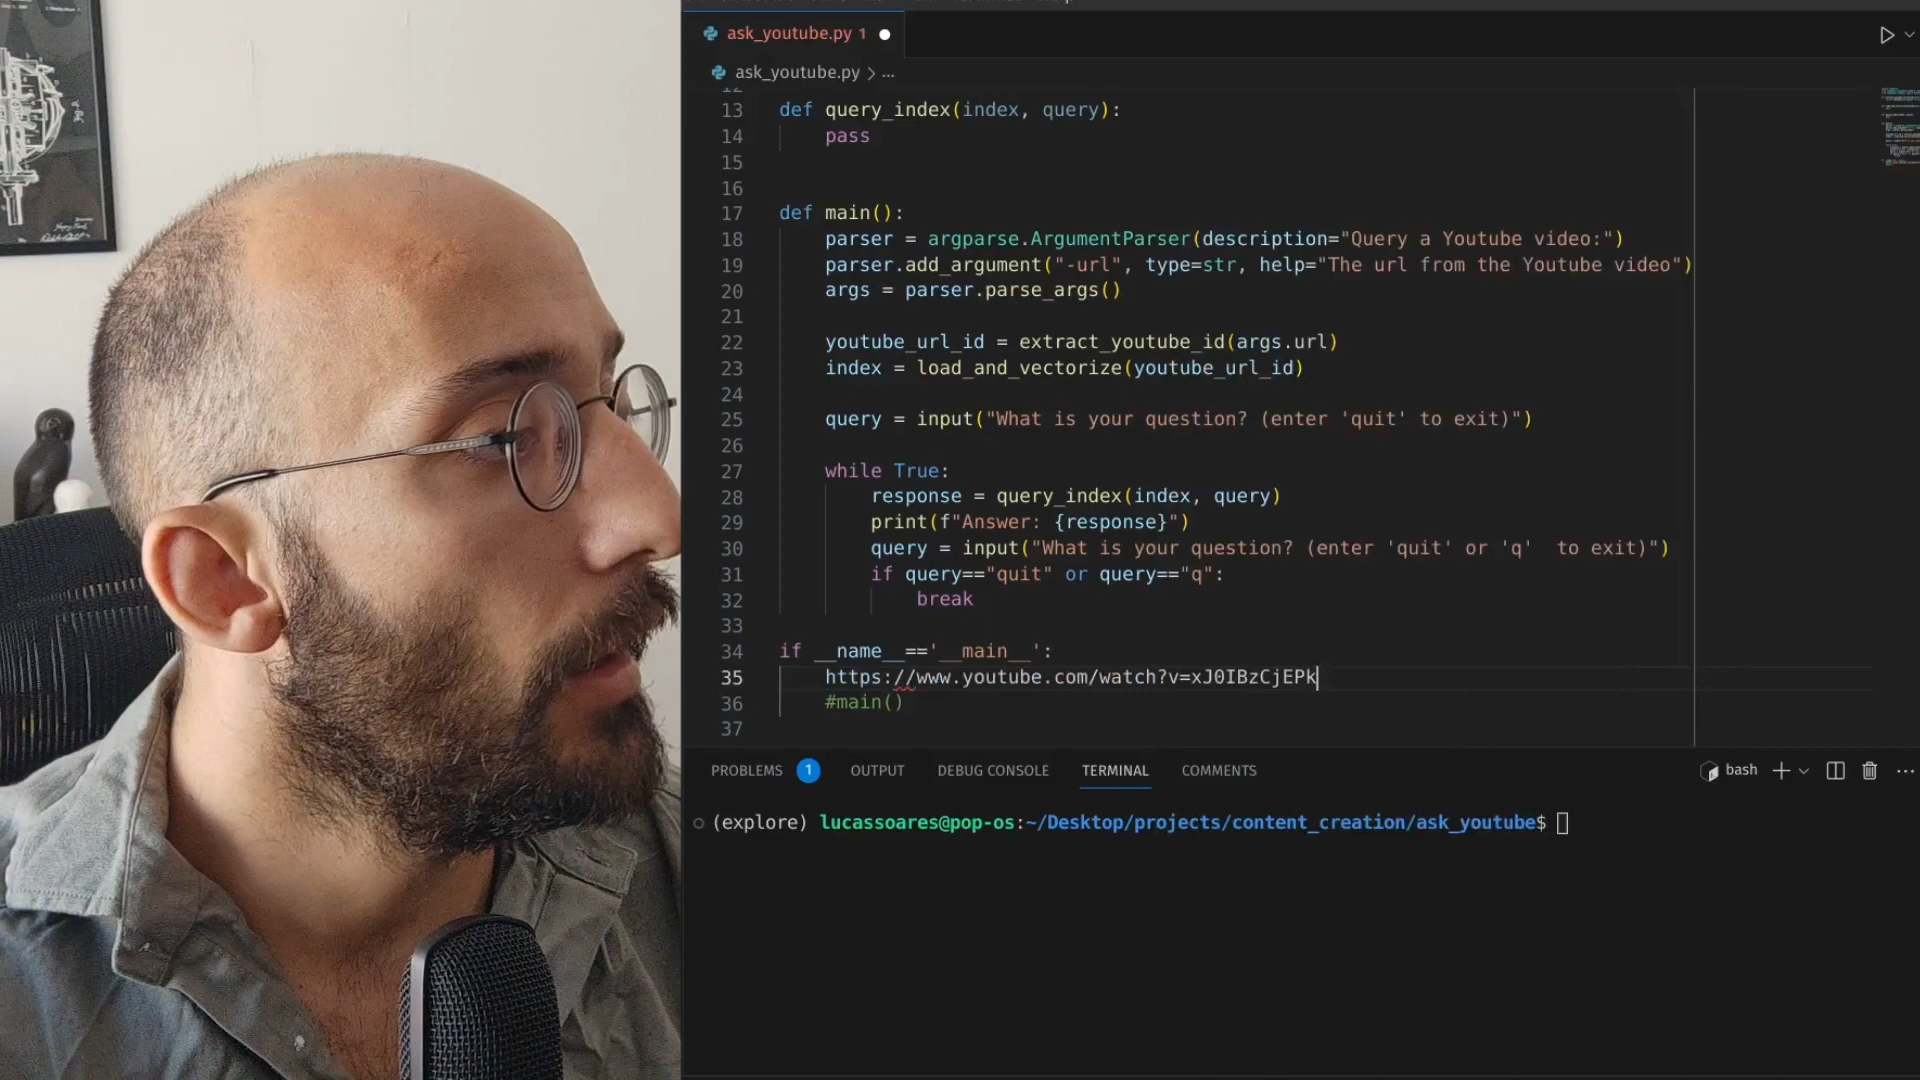 ask_youtube.py 1
ask_youtube.py > ...
12
13 def query_index(index, query):
14     pass
15
16
17 def main():
18     parser = argparse.ArgumentParser(description="Query a Youtube video:")
19     parser.add_argument("-url", type=str, help="The url from the Youtube video")
20     args = parser.parse_args()
21
22     youtube_url_id = extract_youtube_id(args.url)
23     index = load_and_vectorize(youtube_url_id)
24
25     query = input("What is your question? (enter 'quit' to exit)")
26
27     while True:
28         response = query_index(index, query)
29         print(f"Answer: {response}")
30         query = input("What is your question? (enter 'quit' or 'q'  to exit)")
31         if query=="quit" or query=="q":
32             break
33
34 if __name__=='__main__':
35     https://www.youtube.com/watch?v=xJ0IBzCjEPk
36     #main()
37
PROBLEMS 1 OUTPUT DEBUG CONSOLE TERMINAL COMMENTS bash
(explore) lucassoares@pop-os:~/Desktop/projects/content_creation/ask_youtube$